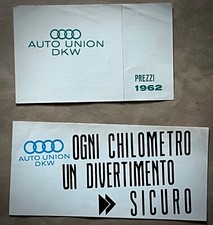 AUTO UNION
DKW
PREZZI
1962
AUTO UNION
DKW
OGNI CHILOMETRO
UN DIVERTIMENTO
SICURO